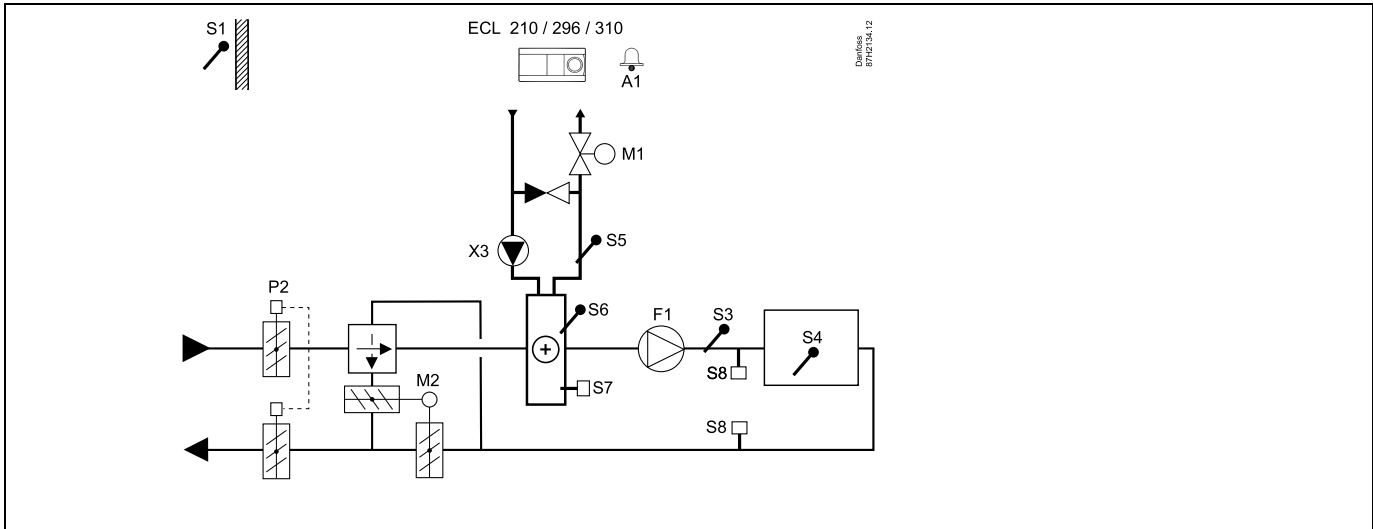 S1
ECL 210 / 296 / 310
Danfoss
87H2134.12
A1
M1
X3
S5
P2
S6
F1
S3
S4
M2
S7
S8
S8
+